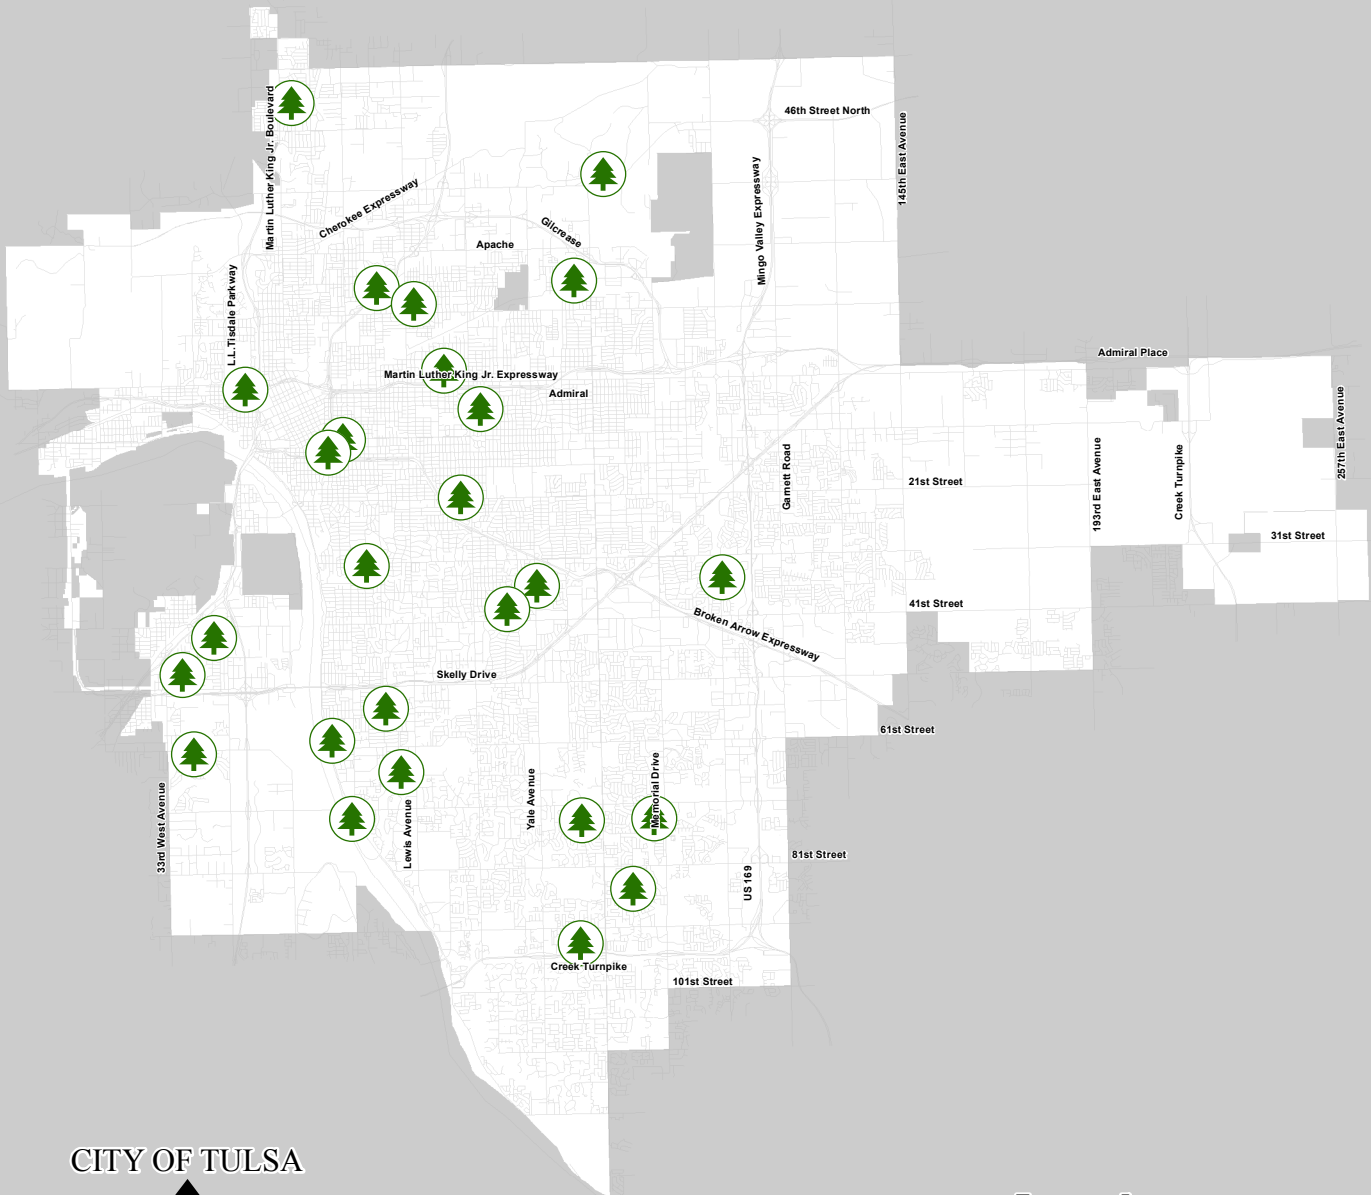 46th Street North
145th East Avenue
Martin Luther King Jr. Boulevard
Mingo Valley Expressway
Cherokee Expressway
Gilcrease
Apache
L.L.Tisdale Parkway
Admiral Place
Martin Luther King Jr. Expressway
Admiral
257th East Avenue
193rd East Avenue
Creek Turnpike
Garnett Road
21st Street
31st Street
41st Street
Broken Arrow Expressway
Skelly Drive
61st Street
Memorial Drive
Yale Avenue
33rd West Avenue
Lewis Avenue
81st Street
US 169
Creek Turnpike
101st Street
CITY OF TULSA